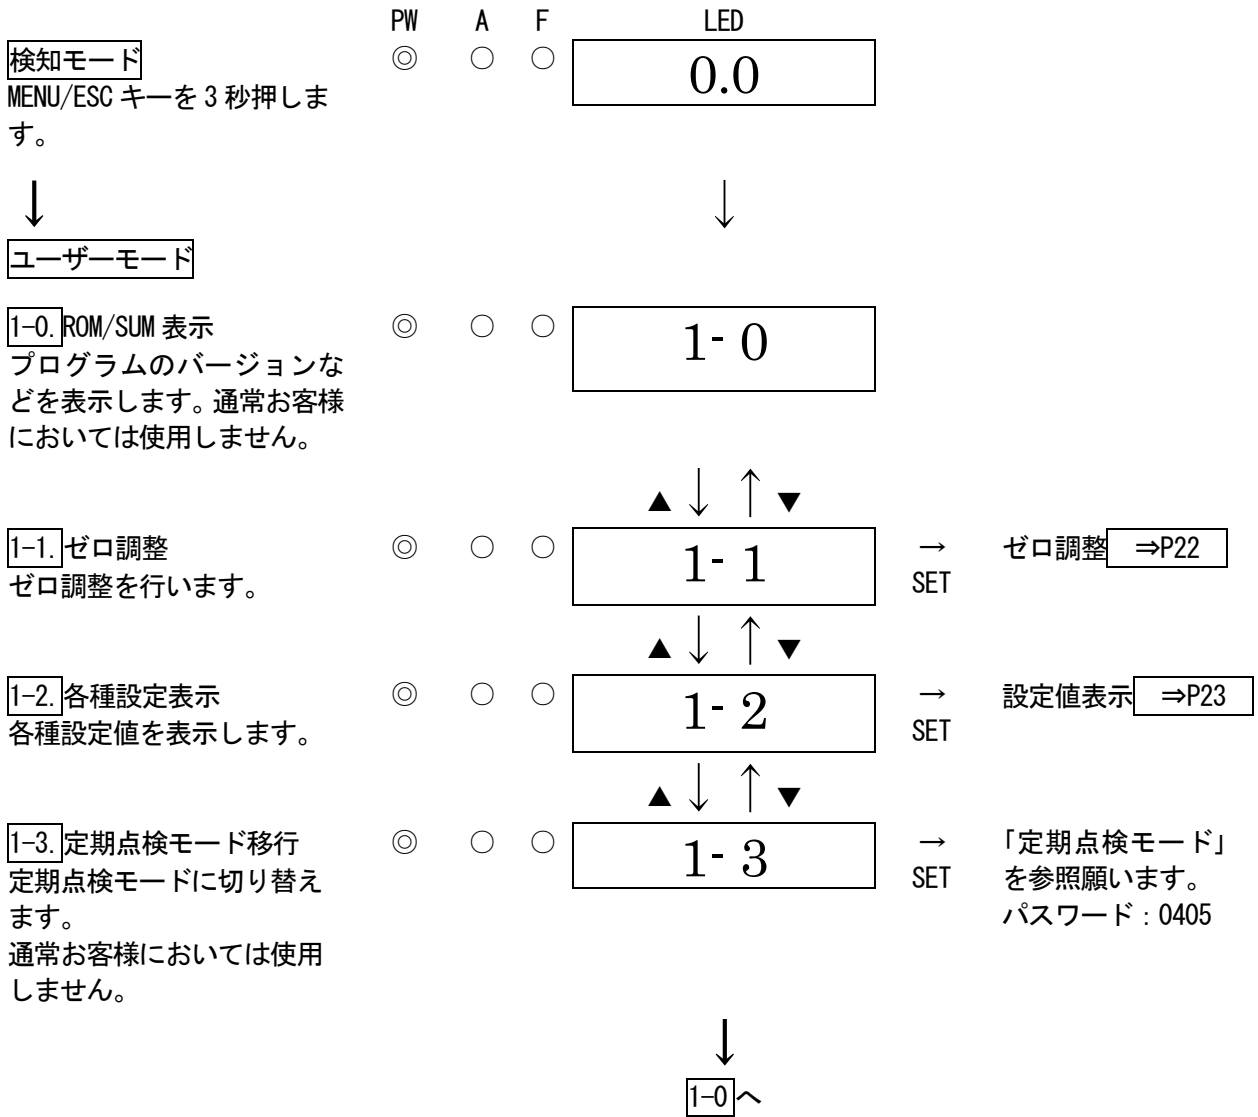 PW A F LED
検知モード ◎ ○ ○ 0.0
MENU/ESC キーを 3 秒押しま
す。
↓ ↓
ユーザーモード
1-0. ROM/SUM 表示 ◎ ○ ○ 1- 0
プログラムのバージョンな
どを表示します。通常お客様
においては使用しません。
▲ ↓ ↑ ▼
1-1. ゼロ調整 ◎ ○ ○ 1- 1 → ゼロ調整 ⇒P22
ゼロ調整を行います。 SET
▲ ↓ ↑ ▼
1-2. 各種設定表示 ◎ ○ ○ 1- 2 → 設定値表示 ⇒P23
各種設定値を表示します。 SET
▲ ↓ ↑ ▼
1-3. 定期点検モード移行 ◎ ○ ○ 1- 3 → 「定期点検モード」
定期点検モードに切り替え SET を参照願います。
ます。 パスワード：0405
通常お客様においては使用
しません。
↓
1-0 へ